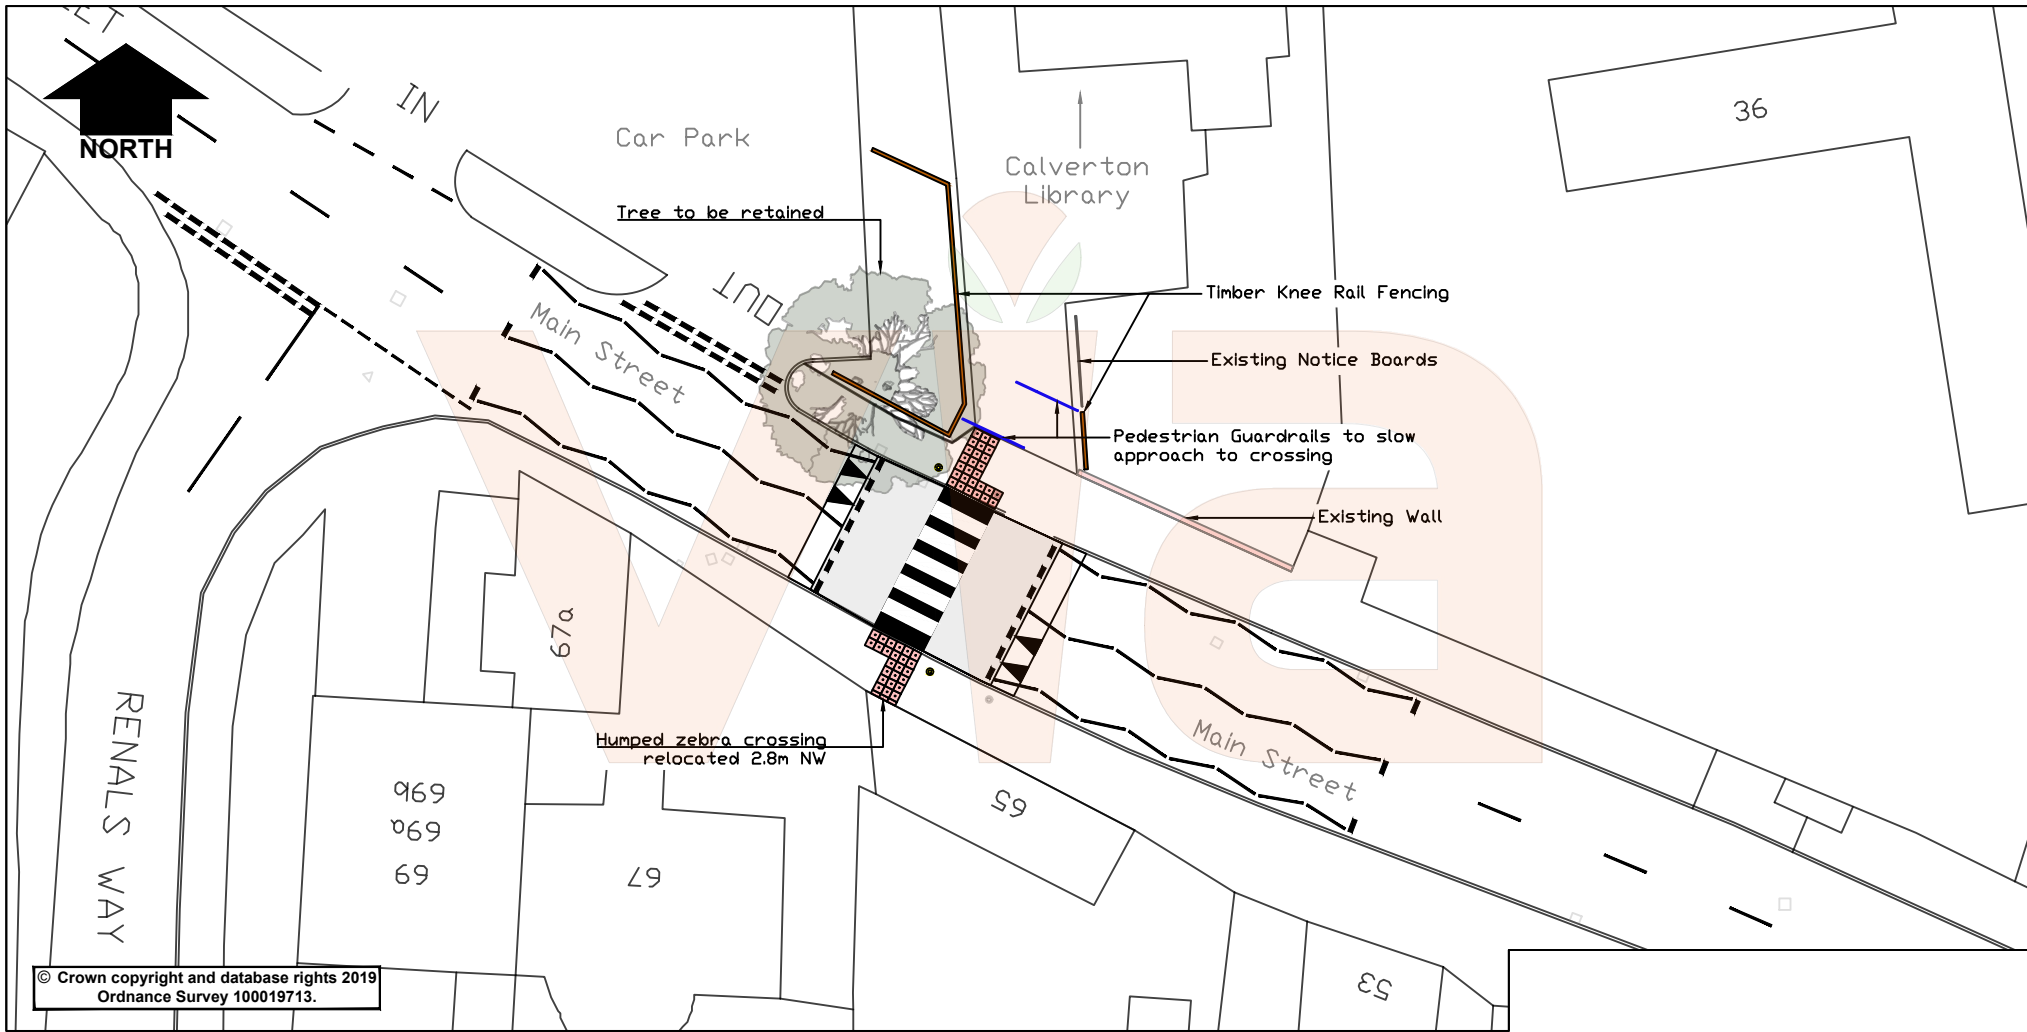 ET
NORTH
IN
Car Park
Calverton
Library
36
Tree to be retained
OUT
Main Street
Timber Knee Rail Fencing
Existing Notice Boards
Pedestrian Guardrails to slow
approach to crossing
Existing Wall
67a
Humped zebra crossing
relocated 2.8m NW
Main Street
RENALS WAY
69b
69a
69
67
65
53
via
© Crown copyright and database rights 2019
Ordnance Survey 100019713.